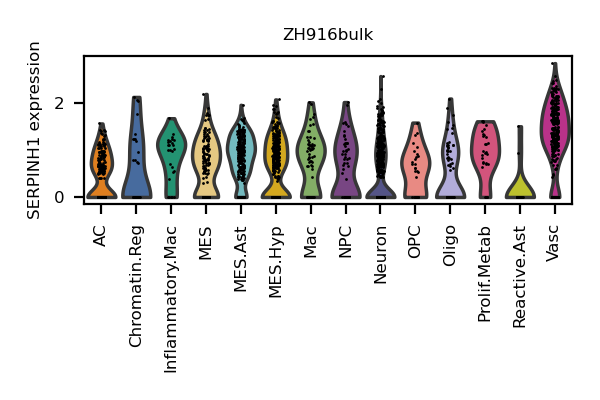 ZH916bulk
SERPINH1 expression
2
0
AC
Chromatin.Reg
Inflammatory.Mac
MES
MES.Ast
MES.Hyp
Mac
NPC
Neuron
OPC
Oligo
Prolif.Metab
Reactive.Ast
Vasc